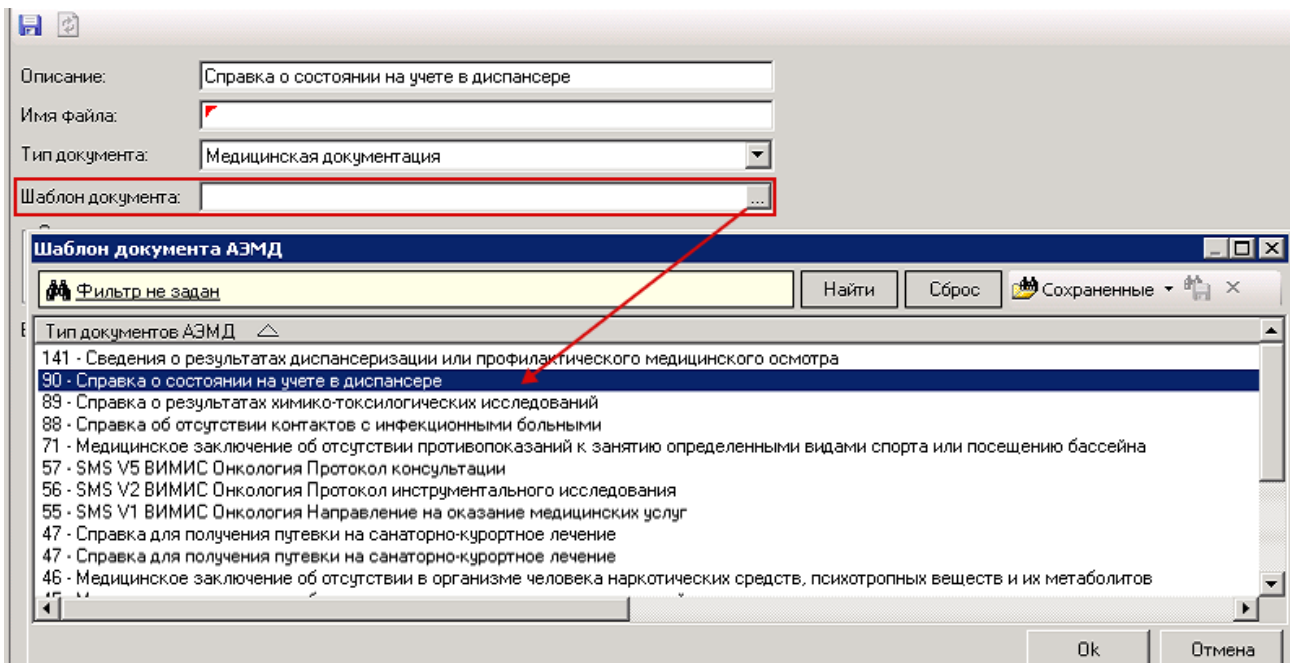 Описание: Справка о состоянии на учете в диспансере
Имя файла:
Тип документа: Медицинская документация
Шаблон документа: ...
Шаблон документа АЭМД
Фильтр не задан Найти Сброс Сохраненные
Тип документов АЭМД
141 - Сведения о результатах диспансеризации или профилактического медицинского осмотра
90 - Справка о состоянии на учете в диспансере
89 - Справка о результатах химико-токсилогических исследований
88 - Справка об отсутствии контактов с инфекционными больными
71 - Медицинское заключение об отсутствии противопоказаний к занятию определенными видами спорта или посещению бассейна
57 - SMS V5 ВИМИС Онкология Протокол консультации
56 - SMS V2 ВИМИС Онкология Протокол инструментального исследования
55 - SMS V1 ВИМИС Онкология Направление на оказание медицинских услуг
47 - Справка для получения путевки на санаторно-курортное лечение
47 - Справка для получения путевки на санаторно-курортное лечение
46 - Медицинское заключение об отсутствии в организме человека наркотических средств, психотропных веществ и их метаболитов
Ok Отмена